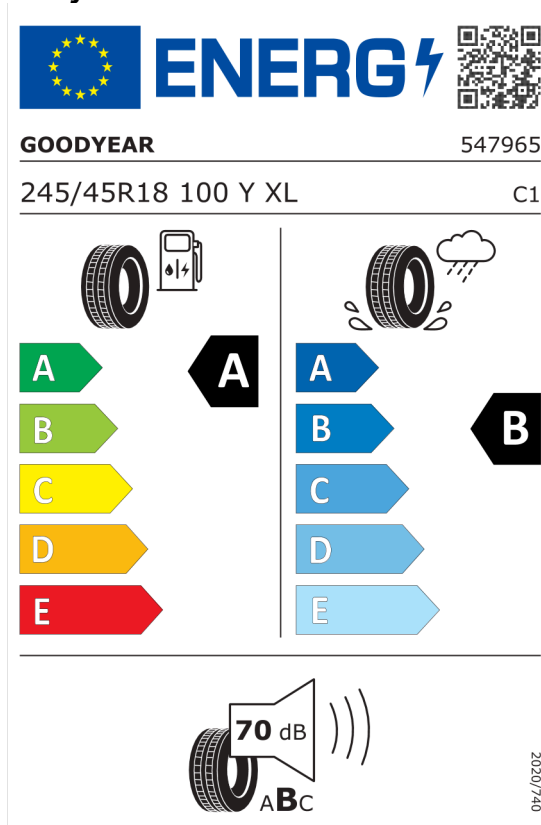 ENERG
GOODYEAR 547965
245/45R18 100 Y XL C1
A A A
B B B
C C
D D
E E
70 dB
ABC
2020/740